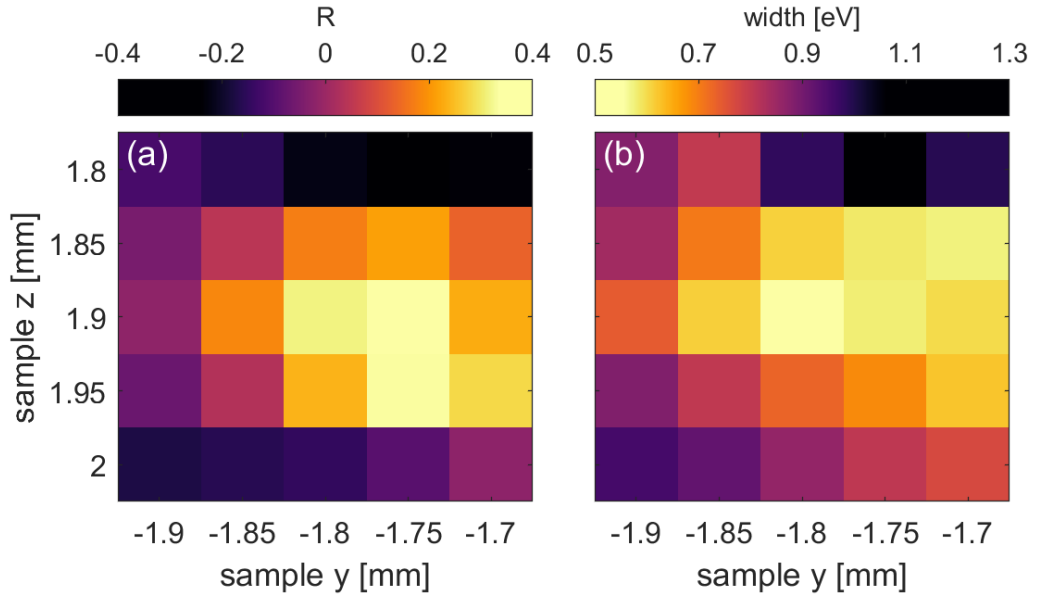 R
-0.4 -0.2 0 0.2 0.4
width [eV]
0.5 0.7 0.9 1.1 1.3
(a)
1.8
1.85
1.9
1.95
2
sample z [mm]
-1.9 -1.85 -1.8 -1.75 -1.7
sample y [mm]
(b)
-1.9 -1.85 -1.8 -1.75 -1.7
sample y [mm]